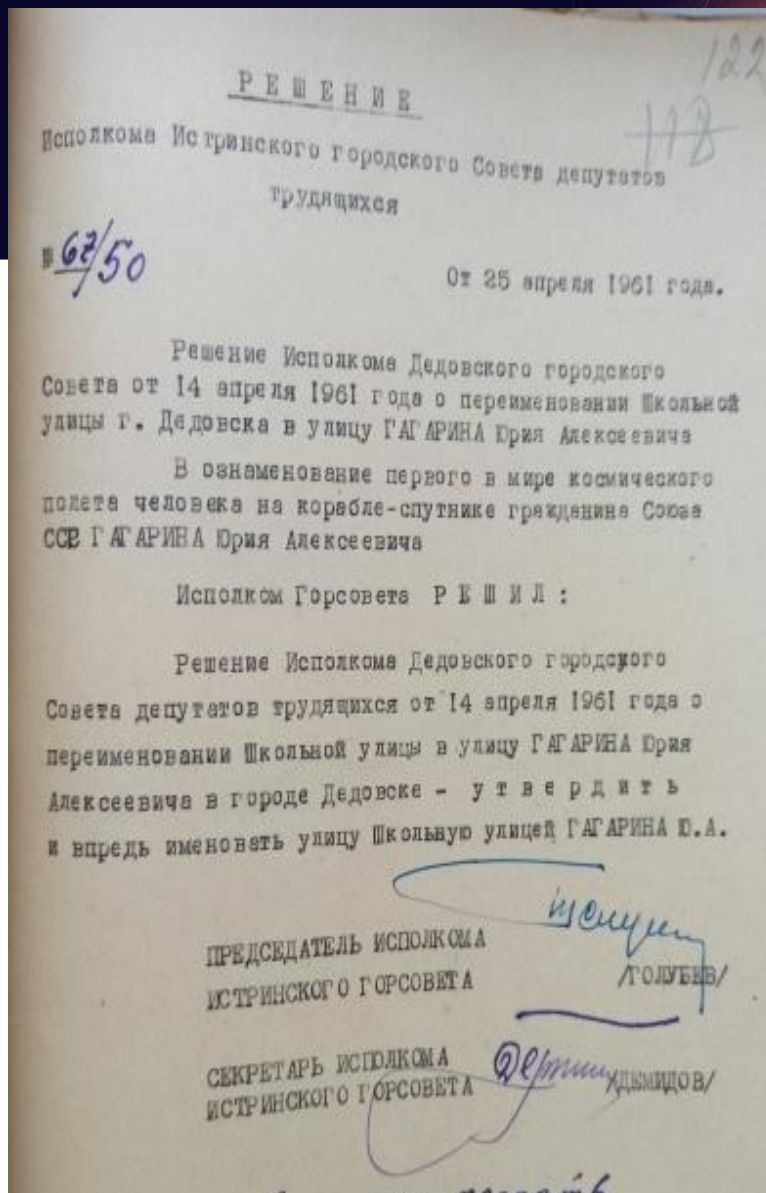 122
118
РЕШЕНИЕ
Исполкома Истринского городского Совета депутатов
трудящихся
№ 67/50
От 25 апреля 1961 года.
Решение Исполкома Дедовского городского
Совета от 14 апреля 1961 года о переименовании Школьной
улицы г. Дедовска в улицу ГАГАРИНА Юрия Алексеевича
В ознаменование первого в мире космического
полета человека на корабле-спутнике гражданина Союза
ССР ГАГАРИНА Юрия Алексеевича
Исполком Горсовета РЕШИЛ:
Решение Исполкома Дедовского городского
Совета депутатов трудящихся от 14 апреля 1961 года о
переименовании Школьной улицы в улицу ГАГАРИНА Юрия
Алексеевича в городе Дедовске - утвердить
и впредь именовать улицу Школьную улицей ГАГАРИНА Ю.А.
ПРЕДСЕДАТЕЛЬ ИСПОЛКОМА
ИСТРИНСКОГО ГОРСОВЕТА /ГОЛУБЕВ/
СЕКРЕТАРЬ ИСПОЛКОМА
ИСТРИНСКОГО ГОРСОВЕТА /ДЕМИДОВ/